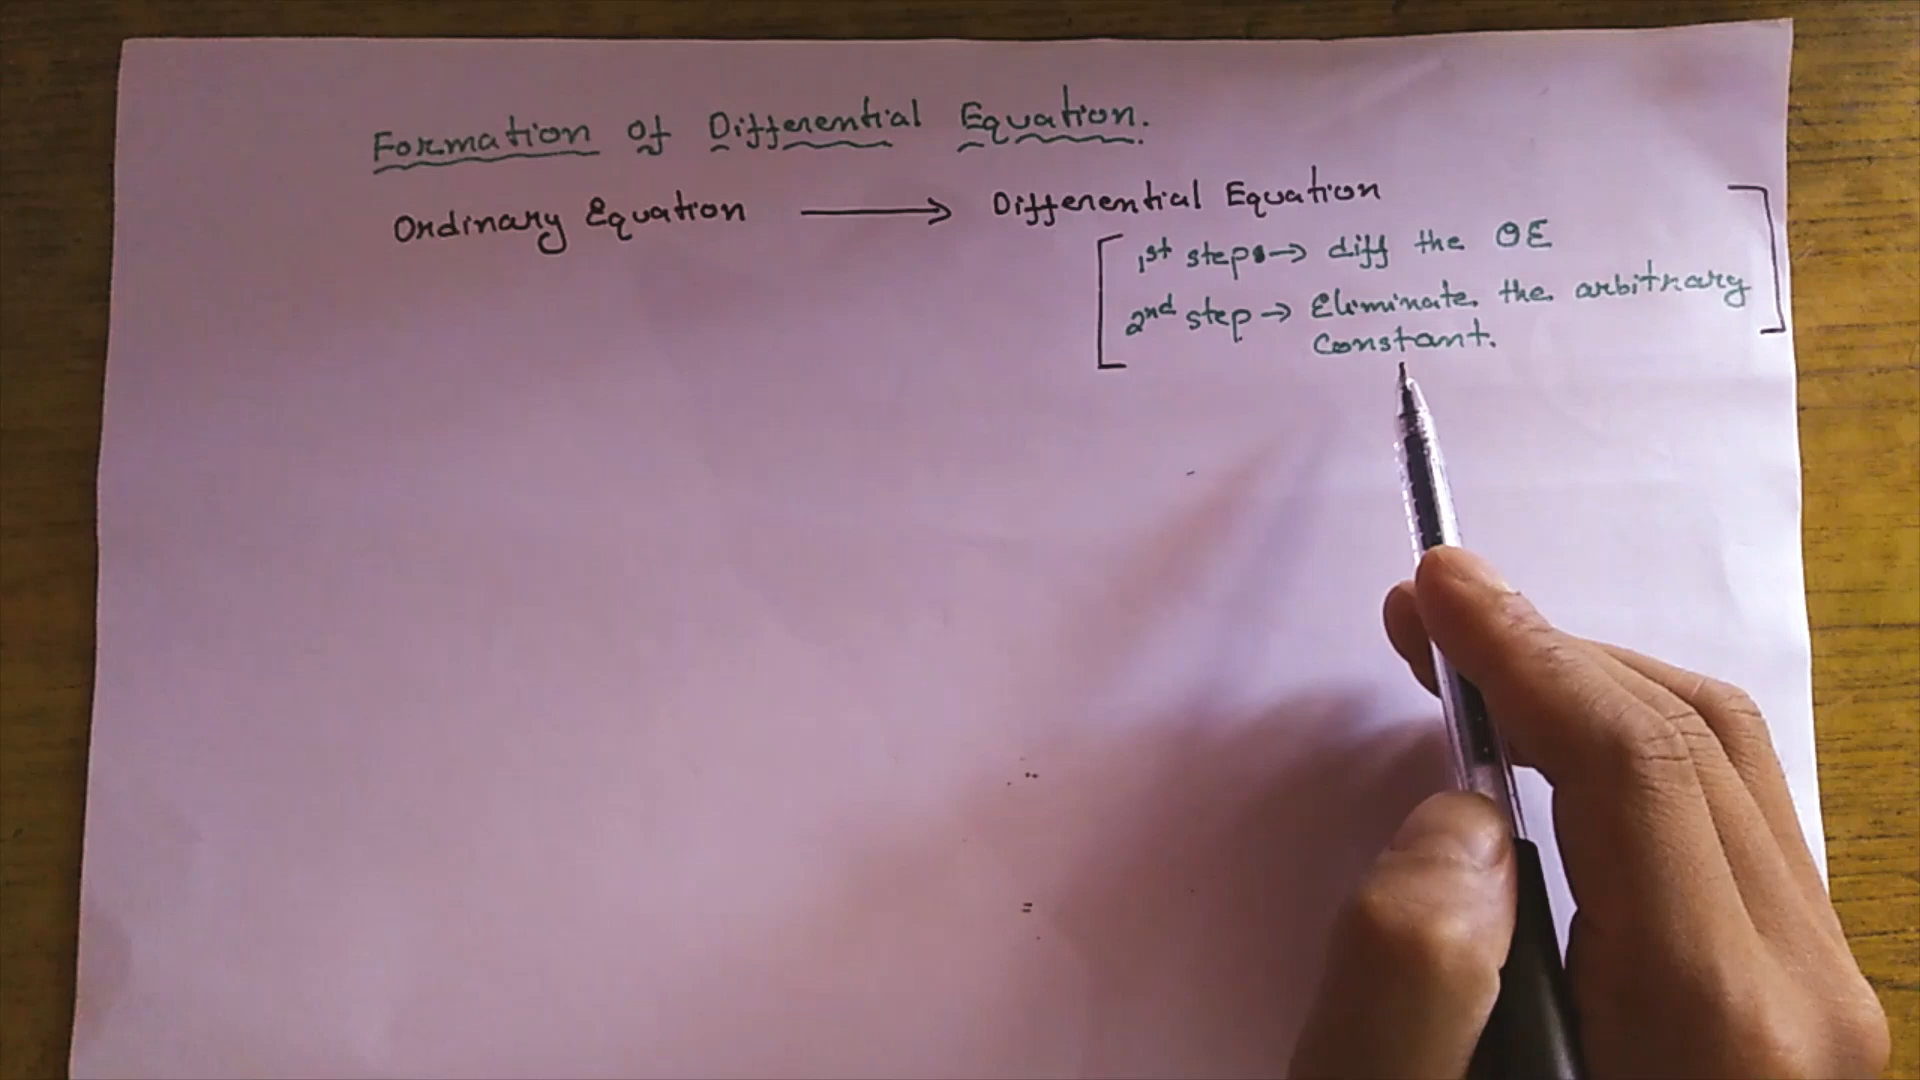 Formation of Differential Equation.
Ordinary Equation → Differential Equation
1st steps → diff the OE
2nd step → Eliminate the arbitrary
Constant.